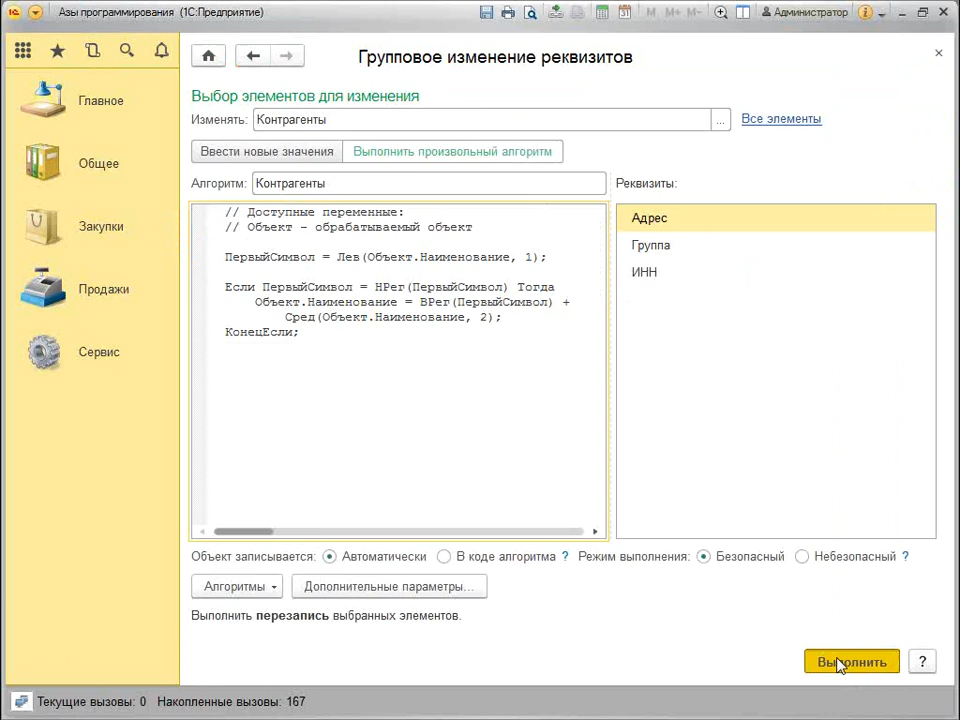 Азы программирования (1С:Предприятие)
M M+ M- Администратор
Групповое изменение реквизитов
Главное
Общее
Закупки
Продажи
Сервис
Выбор элементов для изменения
Изменять: Контрагенты ... Все элементы
Ввести новые значения Выполнить произвольный алгоритм
Алгоритм: Контрагенты
Реквизиты:
// Доступные переменные:
// Объект - обрабатываемый объект
ПервыйСимвол = Лев(Объект.Наименование, 1);
Если ПервыйСимвол = НРег(ПервыйСимвол) Тогда
Объект.Наименование = ВРег(ПервыйСимвол) +
Сред(Объект.Наименование, 2);
КонецЕсли;
Адрес
Группа
ИНН
Объект записывается: Автоматически В коде алгоритма ? Режим выполнения: Безопасный Небезопасный ?
Алгоритмы Дополнительные параметры...
Выполнить перезапись выбранных элементов.
Выполнить ?
Текущие вызовы: 0 Накопленные вызовы: 167